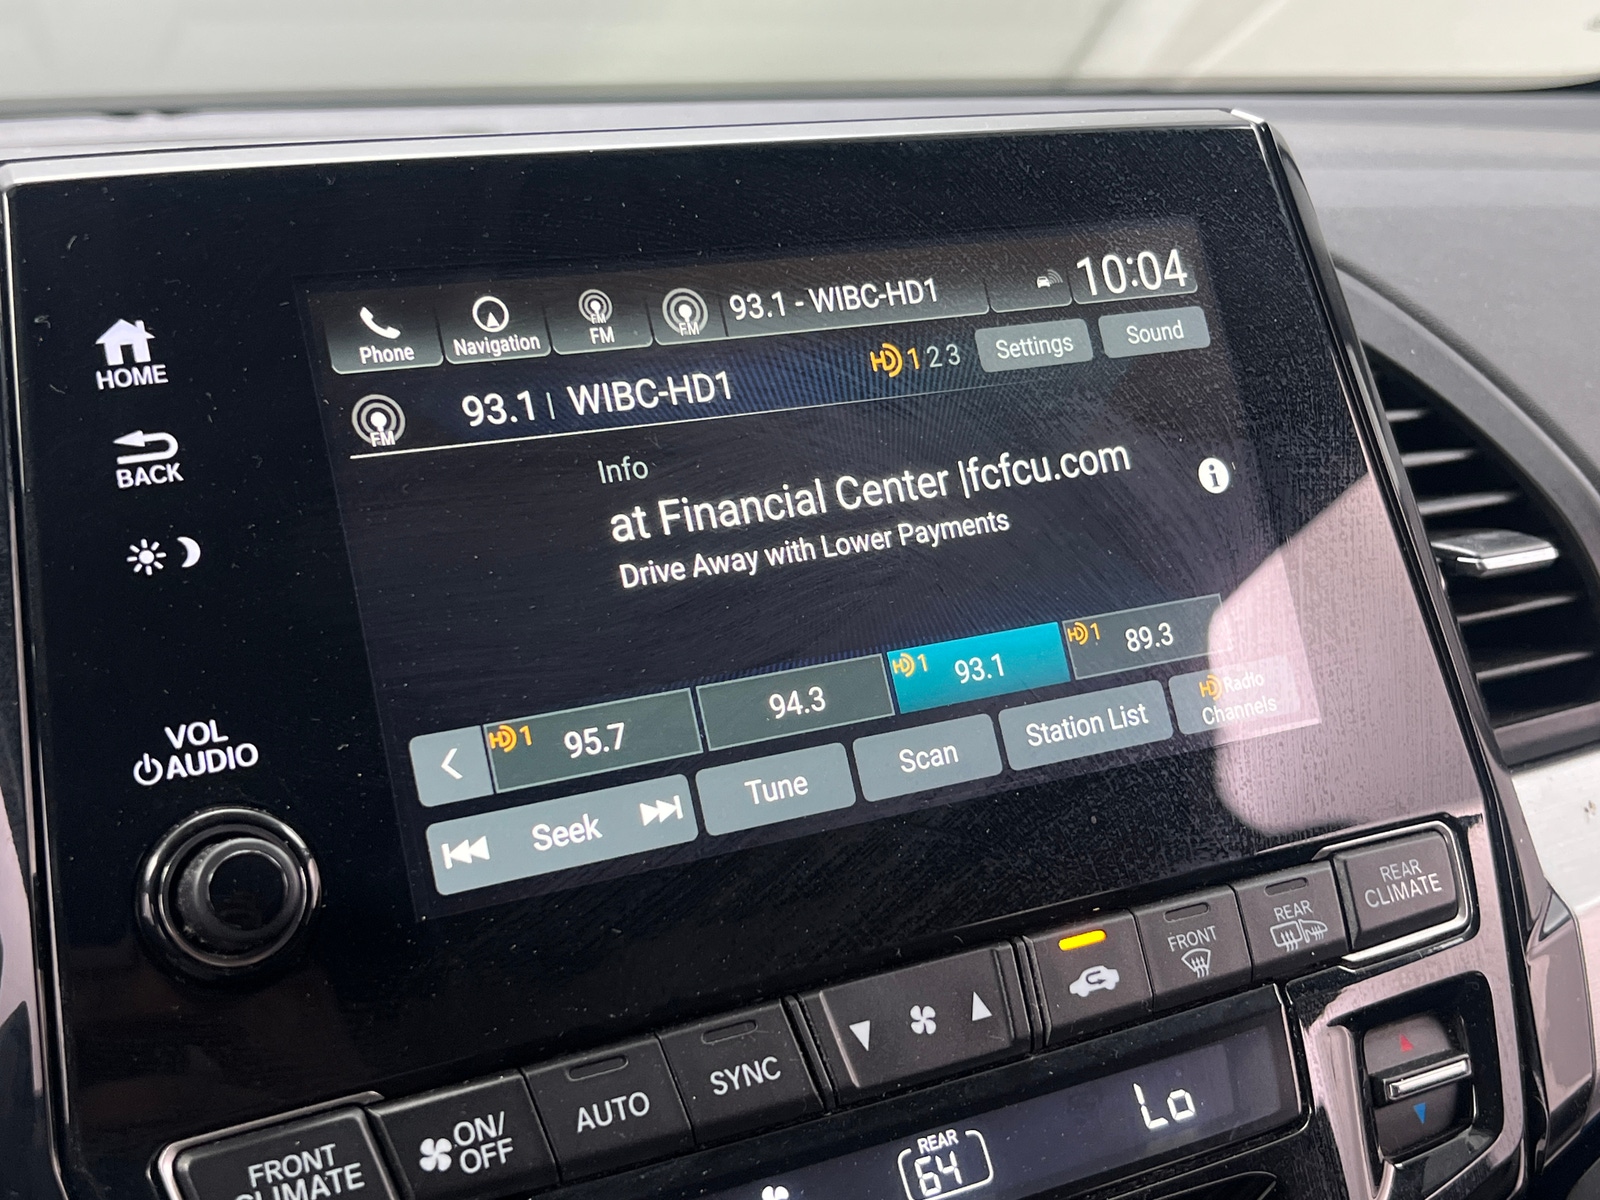 HOME
BACK
VOL
AUDIO
Phone
Navigation
FM
FM
FM
93.1 - WIBC-HD1
10:04
FM
93.1 | WIBC-HD1
HD 1 2 3
Settings
Sound
Info
at Financial Center |fcfcu.com
Drive Away with Lower Payments
HD 1 95.7
94.3
HD 1 93.1
HD 1 89.3
Seek
Tune
Scan
Station List
HD Radio
Channels
FRONT
CLIMATE
ON/
OFF
AUTO
SYNC
FRONT
REAR
REAR
CLIMATE
REAR
64
Lo